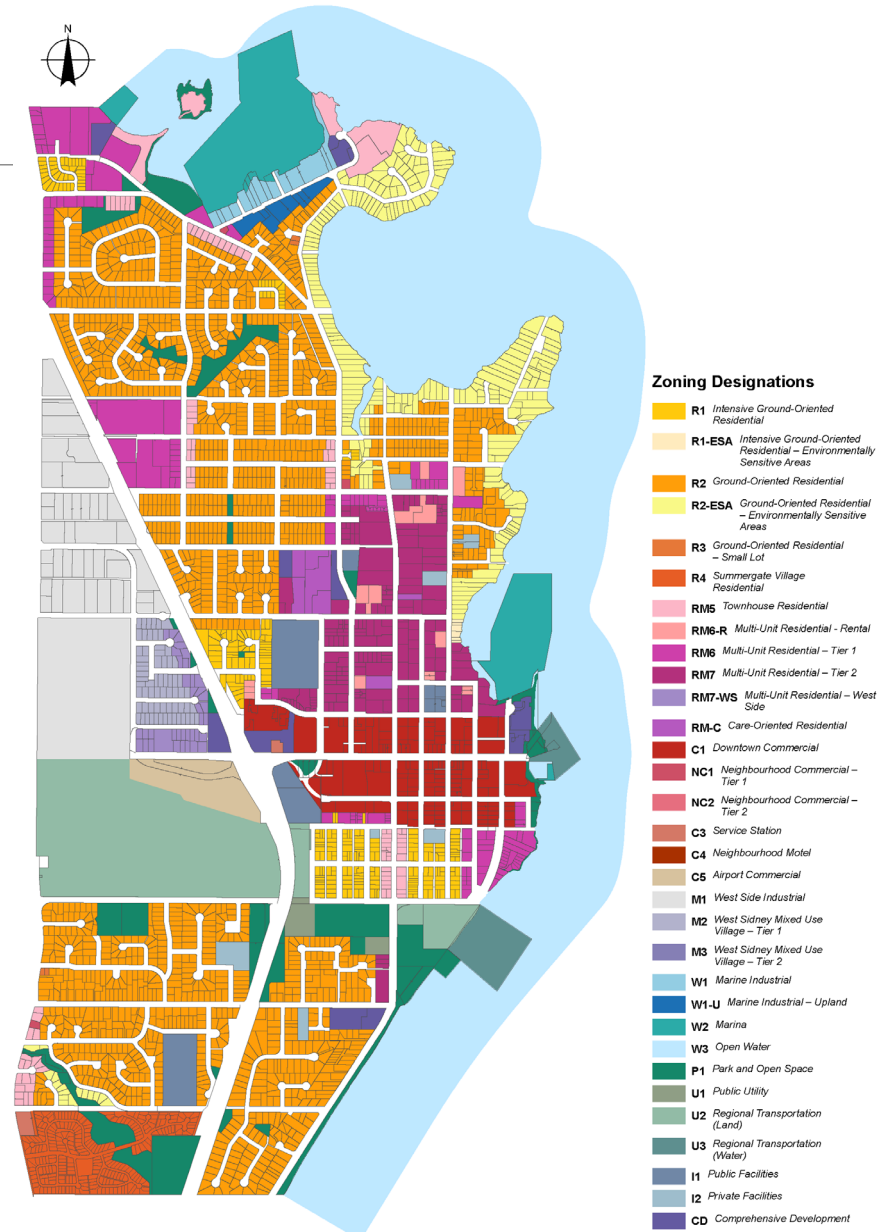 N
Zoning Designations
R1 Intensive Ground-Oriented
Residential
R1-ESA Intensive Ground-Oriented
Residential – Environmentally
Sensitive Areas
R2 Ground-Oriented Residential
R2-ESA Ground-Oriented Residential
– Environmentally Sensitive
Areas
R3 Ground-Oriented Residential
– Small Lot
R4 Summergate Village
Residential
RM5 Townhouse Residential
RM6-R Multi-Unit Residential - Rental
RM6 Multi-Unit Residential – Tier 1
RM7 Multi-Unit Residential – Tier 2
RM7-WS Multi-Unit Residential – West
Side
RM-C Care-Oriented Residential
C1 Downtown Commercial
NC1 Neighbourhood Commercial –
Tier 1
NC2 Neighbourhood Commercial –
Tier 2
C3 Service Station
C4 Neighbourhood Motel
C5 Airport Commercial
M1 West Side Industrial
M2 West Sidney Mixed Use
Village – Tier 1
M3 West Sidney Mixed Use
Village – Tier 2
W1 Marine Industrial
W1-U Marine Industrial – Upland
W2 Marina
W3 Open Water
P1 Park and Open Space
U1 Public Utility
U2 Regional Transportation
(Land)
U3 Regional Transportation
(Water)
I1 Public Facilities
I2 Private Facilities
CD Comprehensive Development